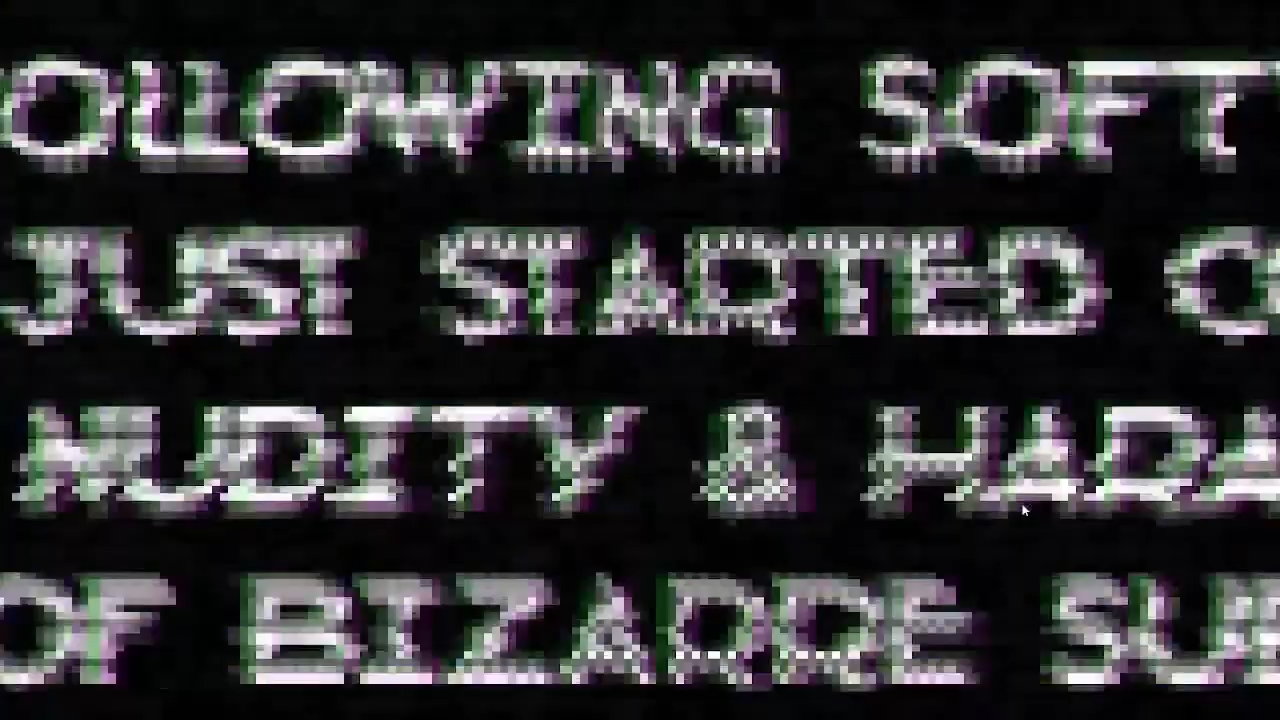 OLLOWING SOFT
JUST STARTED
NUDITY & HARA
OF BIZARRE SU